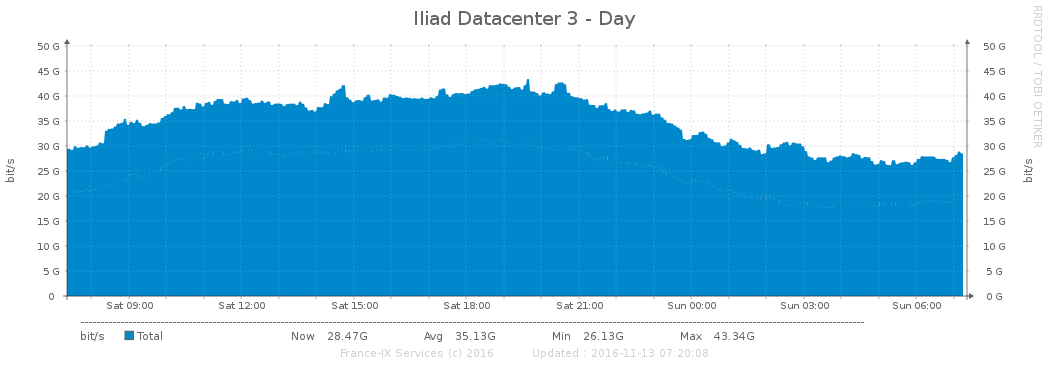 Iliad Datacenter 3 - Day
RRDTOOL / TOBI OETIKER
bit/s
50 G
45 G
40 G
35 G
30 G
25 G
20 G
15 G
10 G
5 G
0
50 G
45 G
40 G
35 G
30 G
25 G
20 G
15 G
10 G
5 G
0 G
bit/s
Sat 09:00 Sat 12:00 Sat 15:00 Sat 18:00 Sat 21:00 Sun 00:00 Sun 03:00 Sun 06:00
bit/s Total Now 28.47G Avg 35.13G Min 26.13G Max 43.34G
France-IX Services (c) 2016 Updated : 2016-11-13 07:20:08